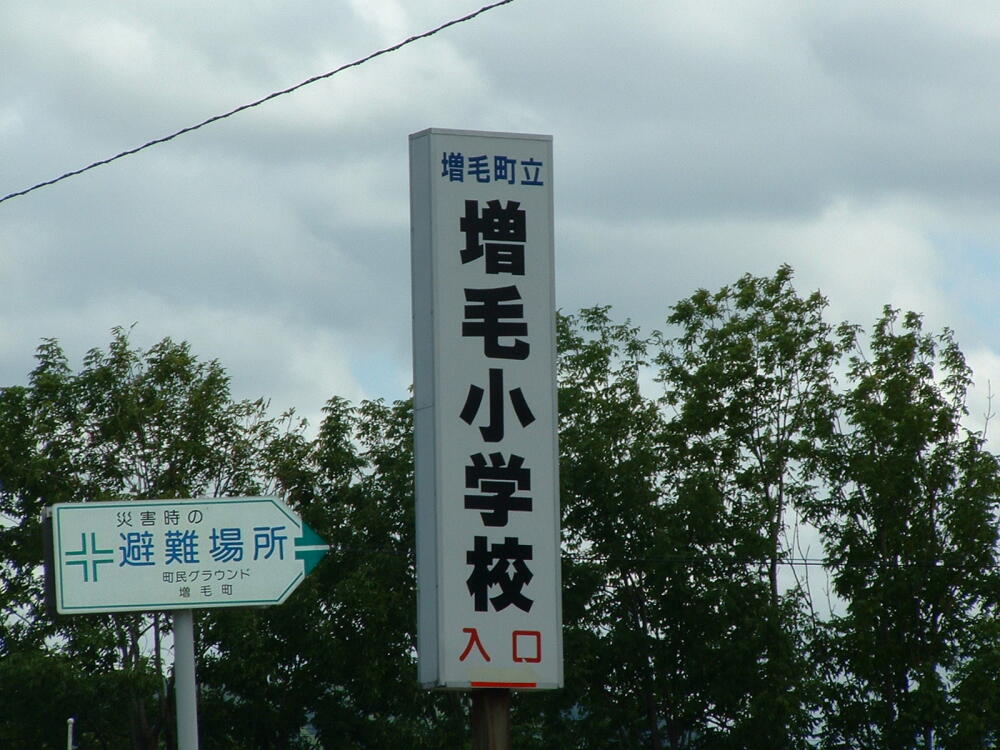 増毛町立
増毛小学校
入口
災害時の
避難場所
町民グラウンド
増毛町